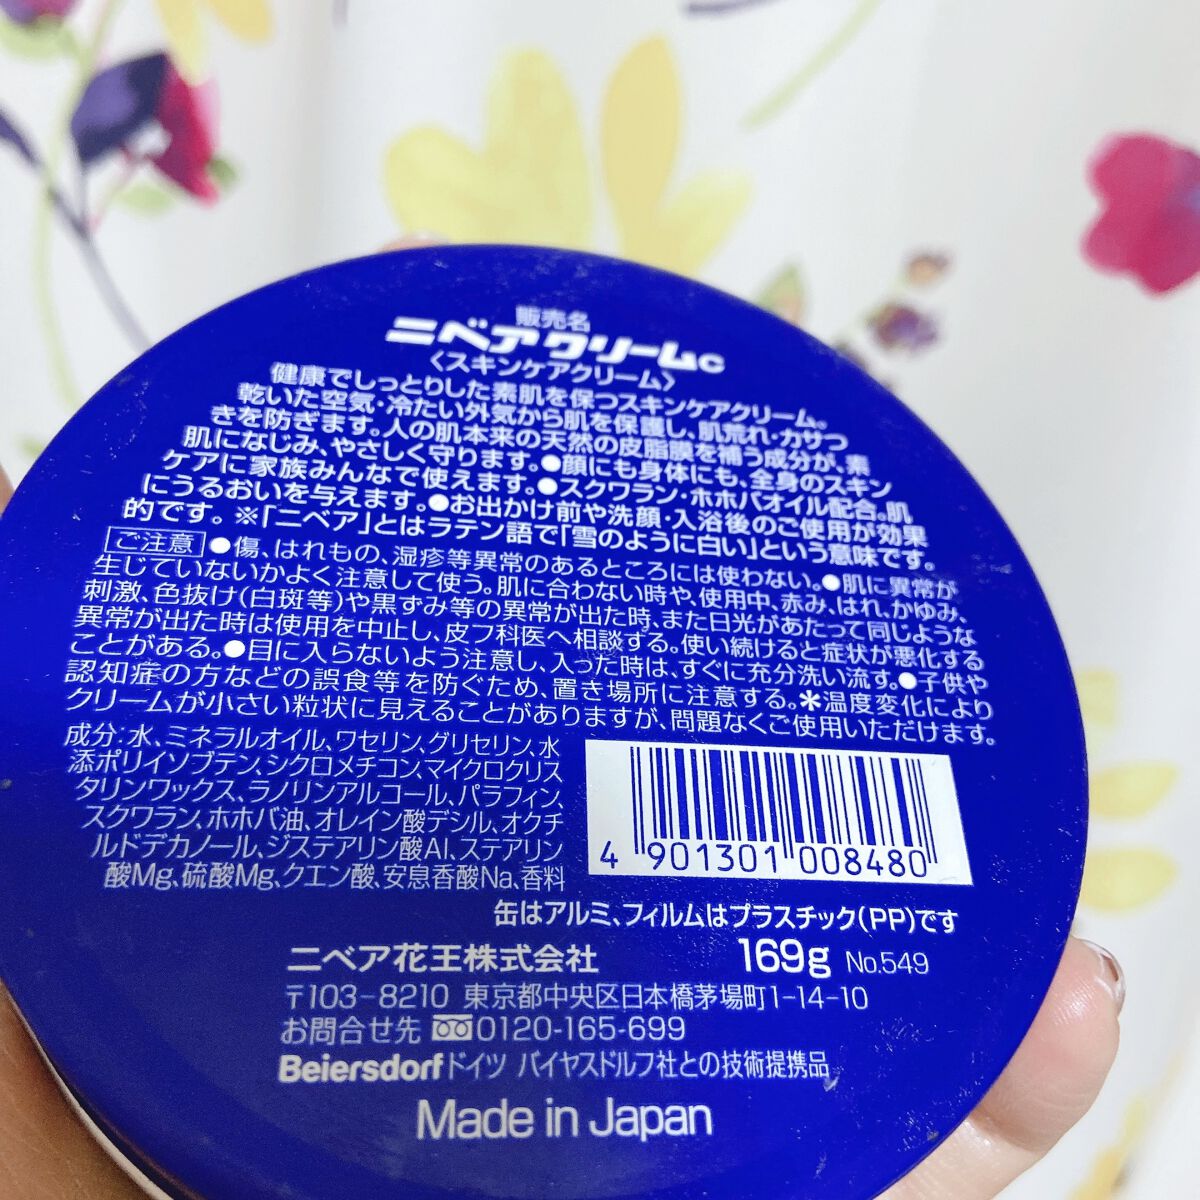 販売名
ニベアクリームc
〈スキンケアクリーム〉
健康でしっとりした素肌を保つスキンケアクリーム。
乾いた空気・冷たい外気から肌を保護し、肌荒れ・カサつ
きを防ぎます。人の肌本来の天然の皮脂膜を補う成分が、素
肌になじみ、やさしく守ります。●顔にも身体にも、全身のスキン
ケアに家族みんなで使えます。●スクワラン・ホホバオイル配合。肌
にうるおいを与えます。●お出かけ前や洗顔・入浴後のご使用が効果
的です。※「ニベア」とはラテン語で「雪のように白い」という意味です。
ご注意 ●傷、はれもの、湿疹等異常のあるところには使わない。●肌に異常が
生じていないかよく注意して使う。肌に合わない時や、使用中、赤み、はれ、かゆみ、
刺激、色抜け(白斑等)や黒ずみ等の異常が出た時、また日光があたって同じような
異常が出た時は使用を中止し、皮フ科医へ相談する。使い続けると症状が悪化する
ことがある。●目に入らないよう注意し、入った時は、すぐに充分洗い流す。●子供や
認知症の方などの誤食等を防ぐため、置き場所に注意する。＊温度変化により
クリームが小さい粒状に見えることがありますが、問題なくご使用いただけます。
成分：水、ミネラルオイル、ワセリン、グリセリン、水
添ポリイソブテン、シクロメチコン、マイクロクリス
タリンワックス、ラノリンアルコール、パラフィン、
スクワラン、ホホバ油、オレイン酸デシル、オクチ
ルドデカノール、ジステアリン酸Al、ステアリン
酸Mg、硫酸Mg、クエン酸、安息香酸Na、香料
4 901301 008480
缶はアルミ、フィルムはプラスチック(PP)です
ニベア花王株式会社 169g No.549
〒103-8210 東京都中央区日本橋茅場町1-14-10
お問合せ先 0120-165-699
Beiersdorf ドイツ バイヤスドルフ社との技術提携品
Made in Japan